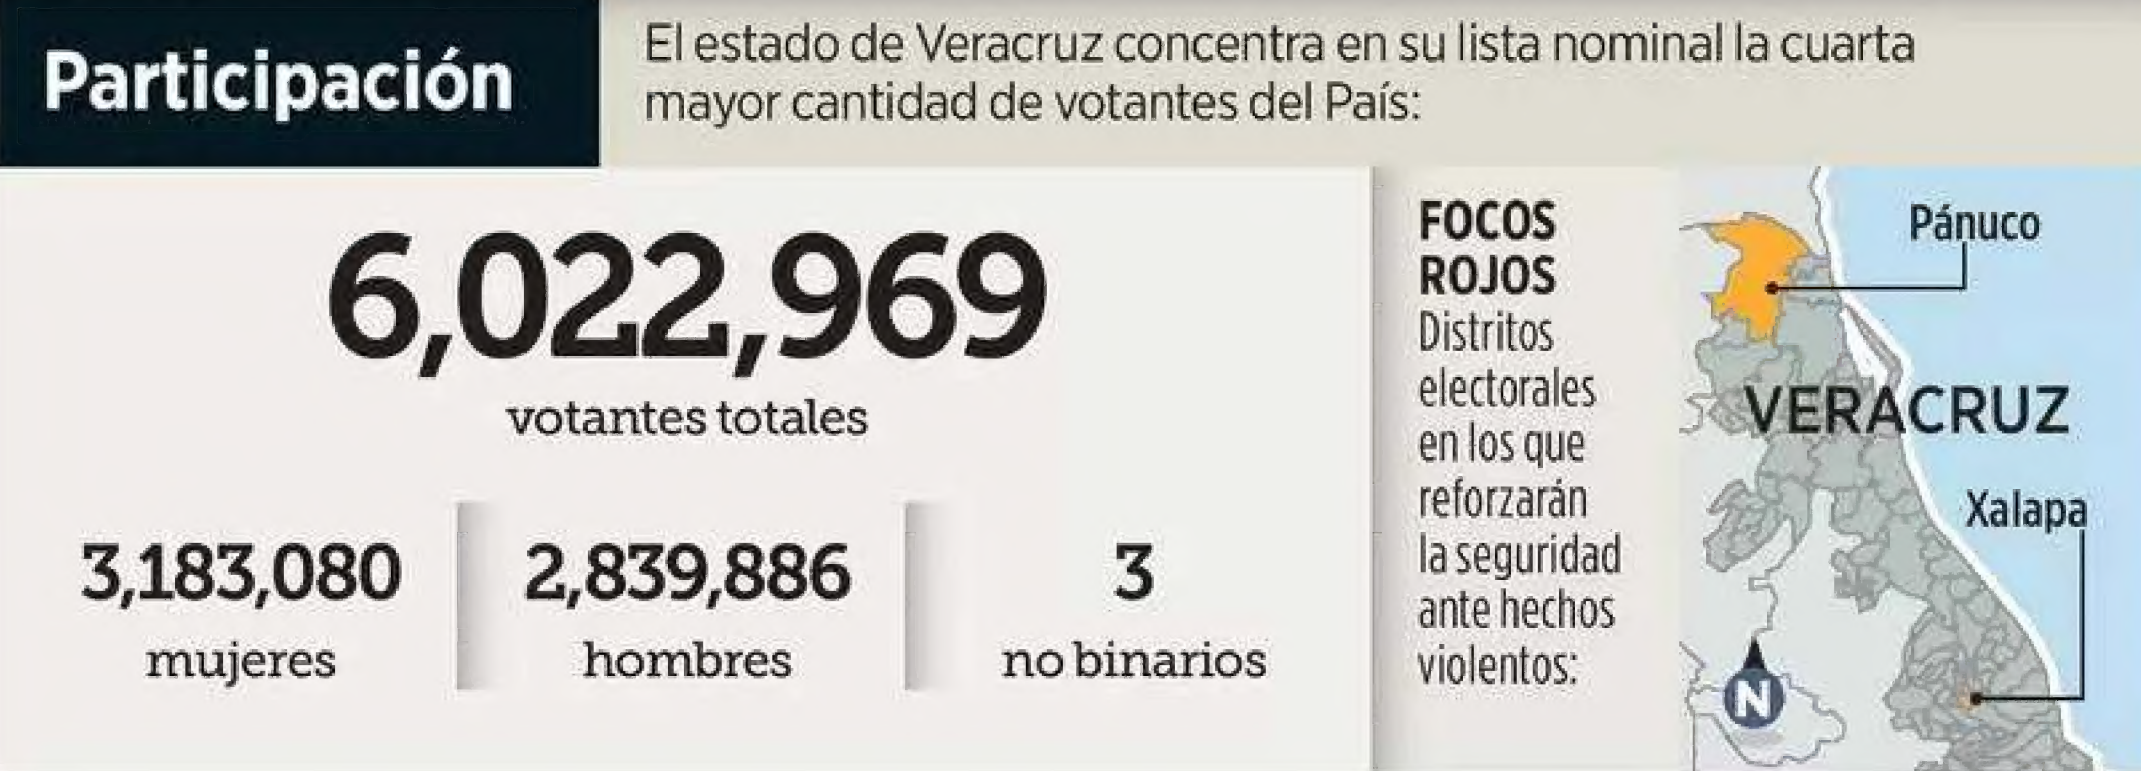 Participación
El estado de Veracruz concentra en su lista nominal la cuarta
mayor cantidad de votantes del País:
6,022,969
votantes totales
3,183,080
mujeres
2,839,886
hombres
3
no binarios
FOCOS
ROJOS
Distritos
electorales
en los que
reforzarán
la seguridad
ante hechos
violentos:
Pánuco
VERACRUZ
Xalapa
N